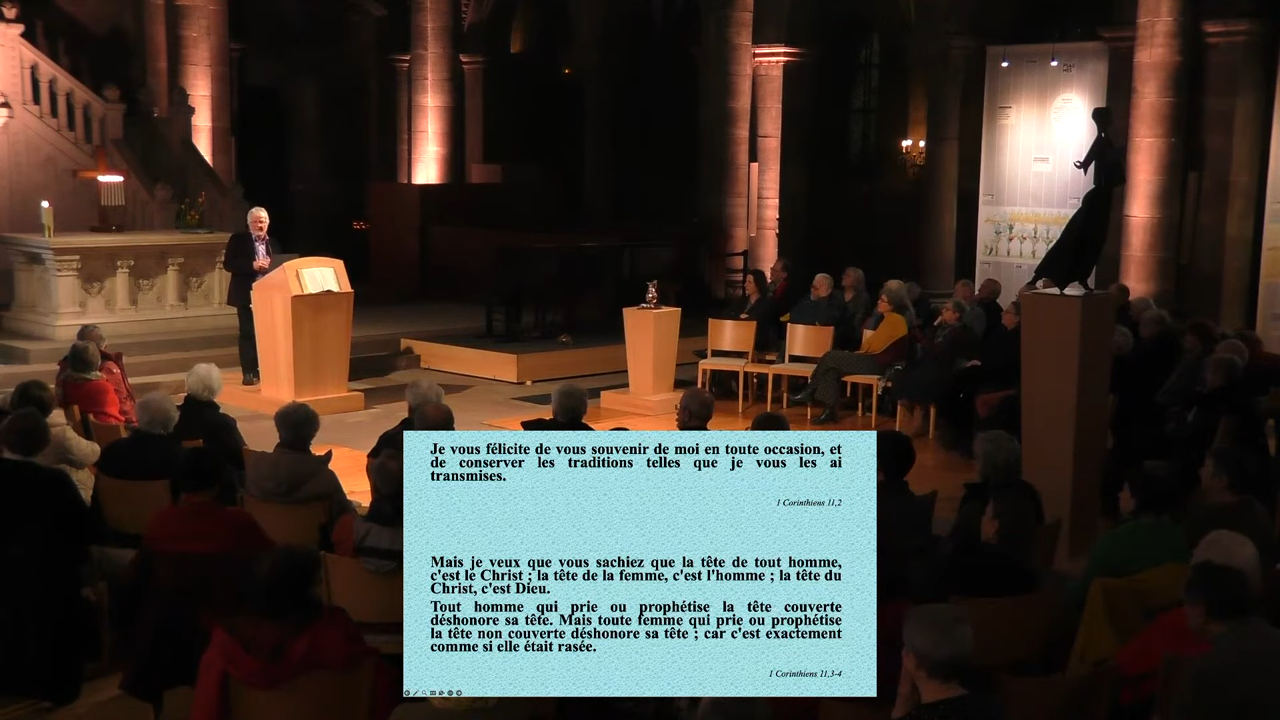 Je vous félicite de vous souvenir de moi en toute occasion, et
de conserver les traditions telles que je vous les ai
transmises.
1 Corinthiens 11,2
Mais je veux que vous sachiez que la tête de tout homme,
c'est le Christ ; la tête de la femme, c'est l'homme ; la tête du
Christ, c'est Dieu.
Tout homme qui prie ou prophétise la tête couverte
déshonore sa tête. Mais toute femme qui prie ou prophétise
la tête non couverte déshonore sa tête ; car c'est exactement
comme si elle était rasée.
1 Corinthiens 11,3-4